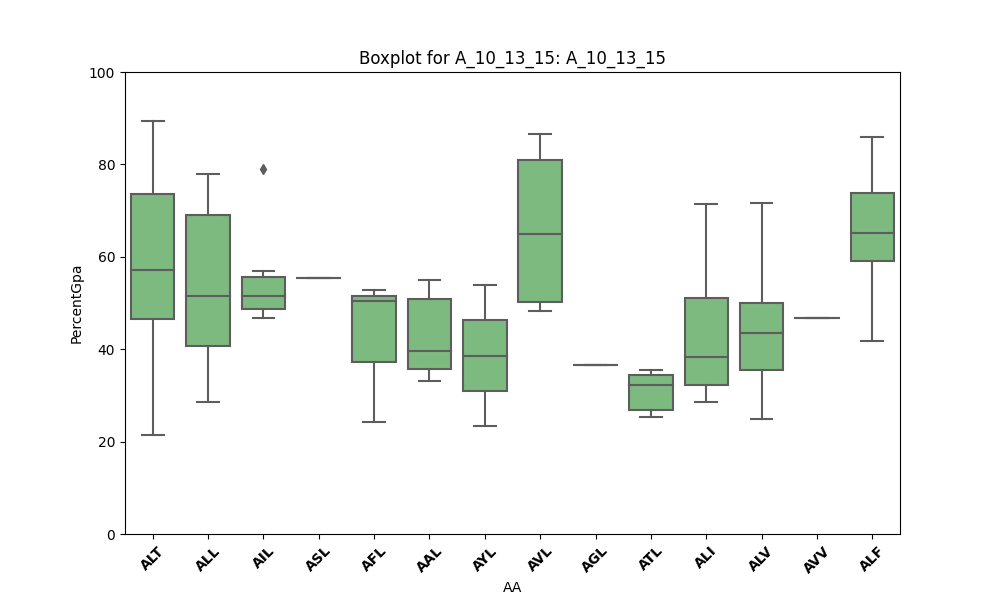 Boxplot for A_10_13_15: A_10_13_15
100
80
60
40
20
0
PercentGpa
ALT
ALL
AIL
ASL
AFL
AAL
AYL
AVL
AGL
ATL
ALI
ALV
AVV
ALF
AA